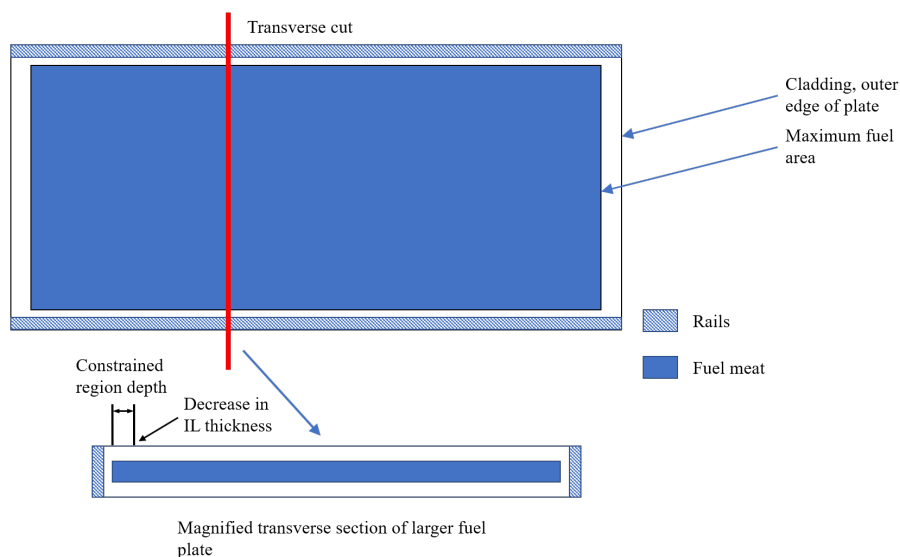 Transverse cut
Cladding, outer
edge of plate
Maximum fuel
area
Rails
Fuel meat
Constrained
region depth
Decrease in
IL thickness
Magnified transverse section of larger fuel
plate